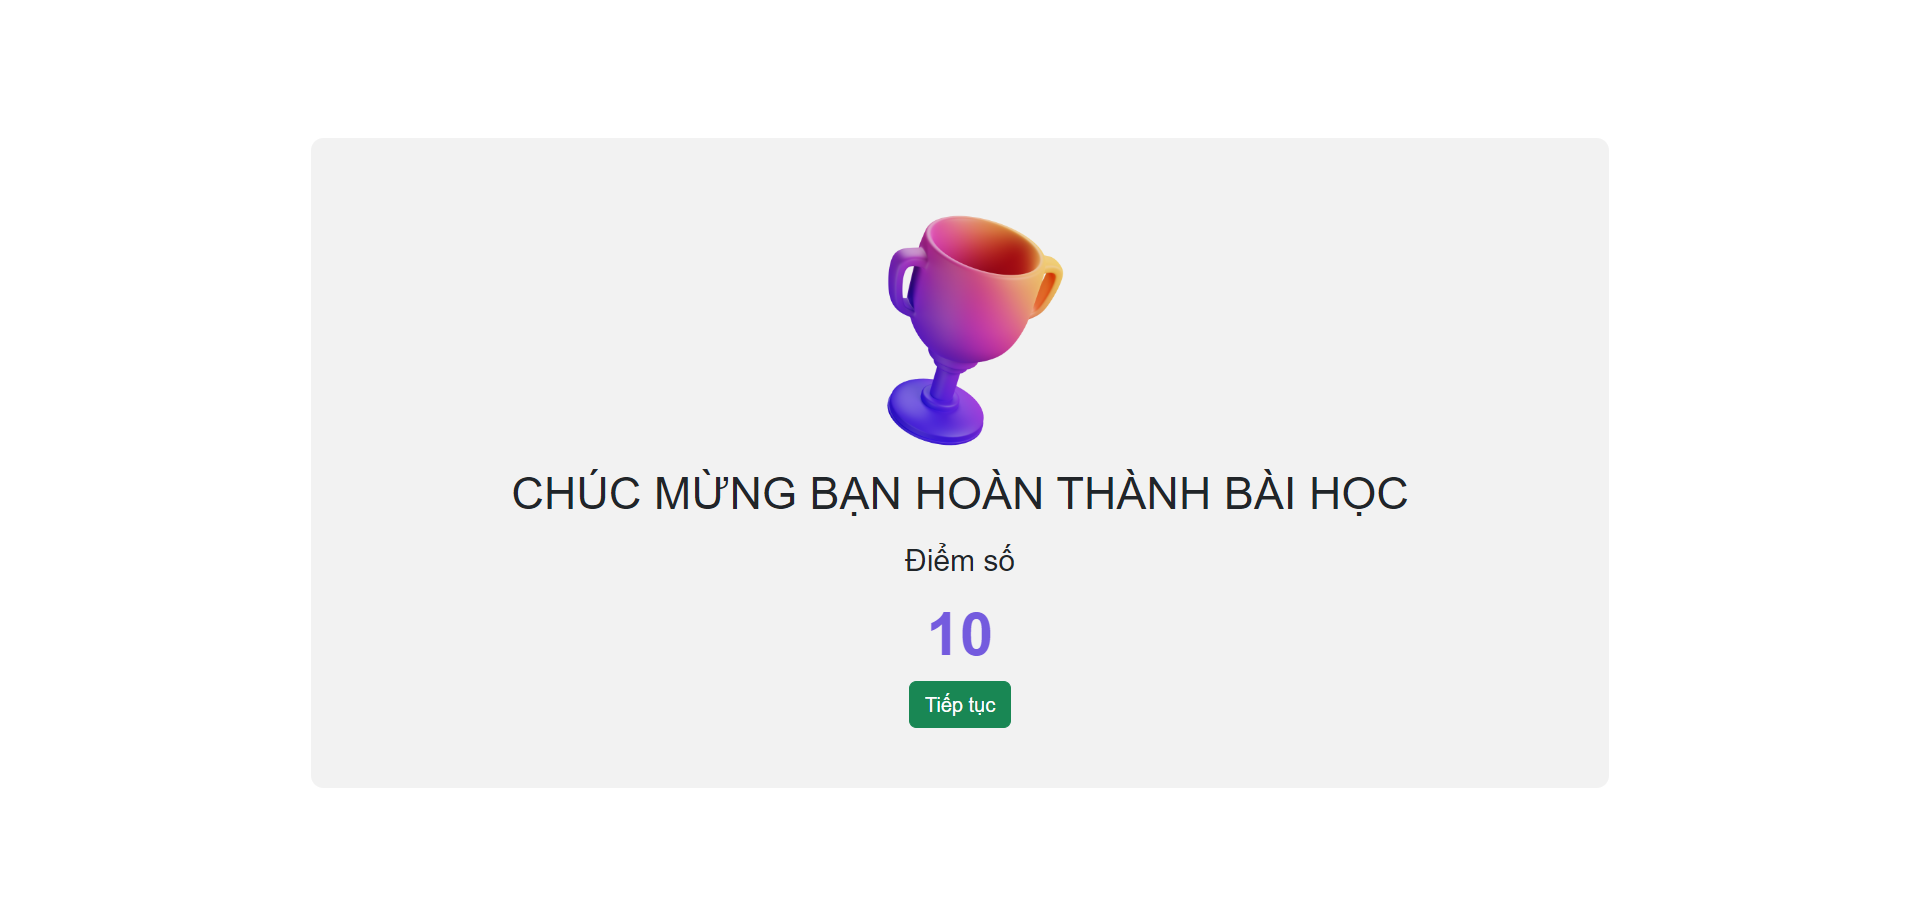 CHÚC MỪNG BẠN HOÀN THÀNH BÀI HỌC
Điểm số
10
Tiếp tục